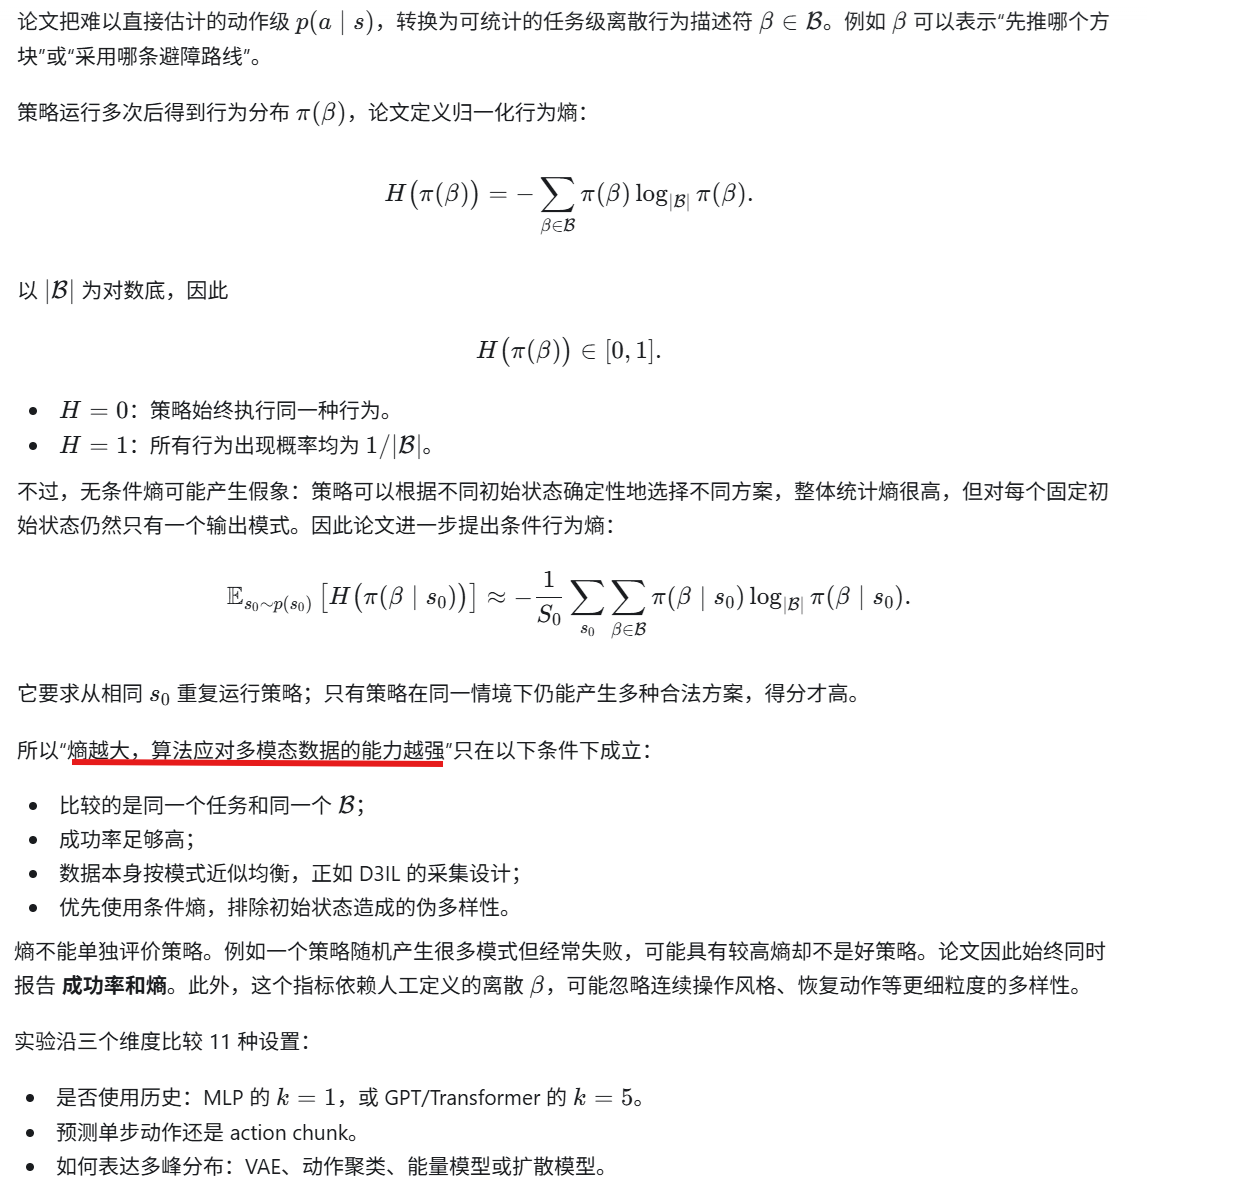 论文把难以直接估计的动作级 p(a | s)，转换为可统计的任务级离散行为描述符 β ∈ 𝓑。例如 β 可以表示“先推哪个方
块”或“采用哪条避障路线”。
策略运行多次后得到行为分布 π(β)，论文定义归一化行为熵：
H(π(β)) = − ∑_{β∈𝓑} π(β) log_{|𝓑|} π(β).
以 |𝓑| 为对数底，因此
H(π(β)) ∈ [0, 1].
• H = 0：策略始终执行同一种行为。
• H = 1：所有行为出现概率均为 1/|𝓑|。
不过，无条件熵可能产生假象：策略可以根据不同初始状态确定性地选择不同方案，整体统计熵很高，但对每个固定初
始状态仍然只有一个输出模式。因此论文进一步提出条件行为熵：
𝔼_{s₀∼p(s₀)} [H(π(β | s₀))] ≈ − \frac{1}{S₀} ∑_{s₀} ∑_{β∈𝓑} π(β | s₀) log_{|𝓑|} π(β | s₀).
它要求从相同 s₀ 重复运行策略；只有策略在同一情境下仍能产生多种合法方案，得分才高。
所以“熵越大，算法应对多模态数据的能力越强”只在以下条件下成立：
• 比较的是同一个任务和同一个 𝓑；
• 成功率足够高；
• 数据本身按模式近似均衡，正如 D3IL 的采集设计；
• 优先使用条件熵，排除初始状态造成的伪多样性。
熵不能单独评价策略。例如一个策略随机产生很多模式但经常失败，可能具有较高熵却不是好策略。论文因此始终同时
报告 成功率和熵。此外，这个指标依赖人工定义的离散 β，可能忽略连续操作风格、恢复动作等更细粒度的多样性。
实验沿三个维度比较 11 种设置：
• 是否使用历史：MLP 的 k = 1，或 GPT/Transformer 的 k = 5。
• 预测单步动作还是 action chunk。
• 如何表达多峰分布：VAE、动作聚类、能量模型或扩散模型。